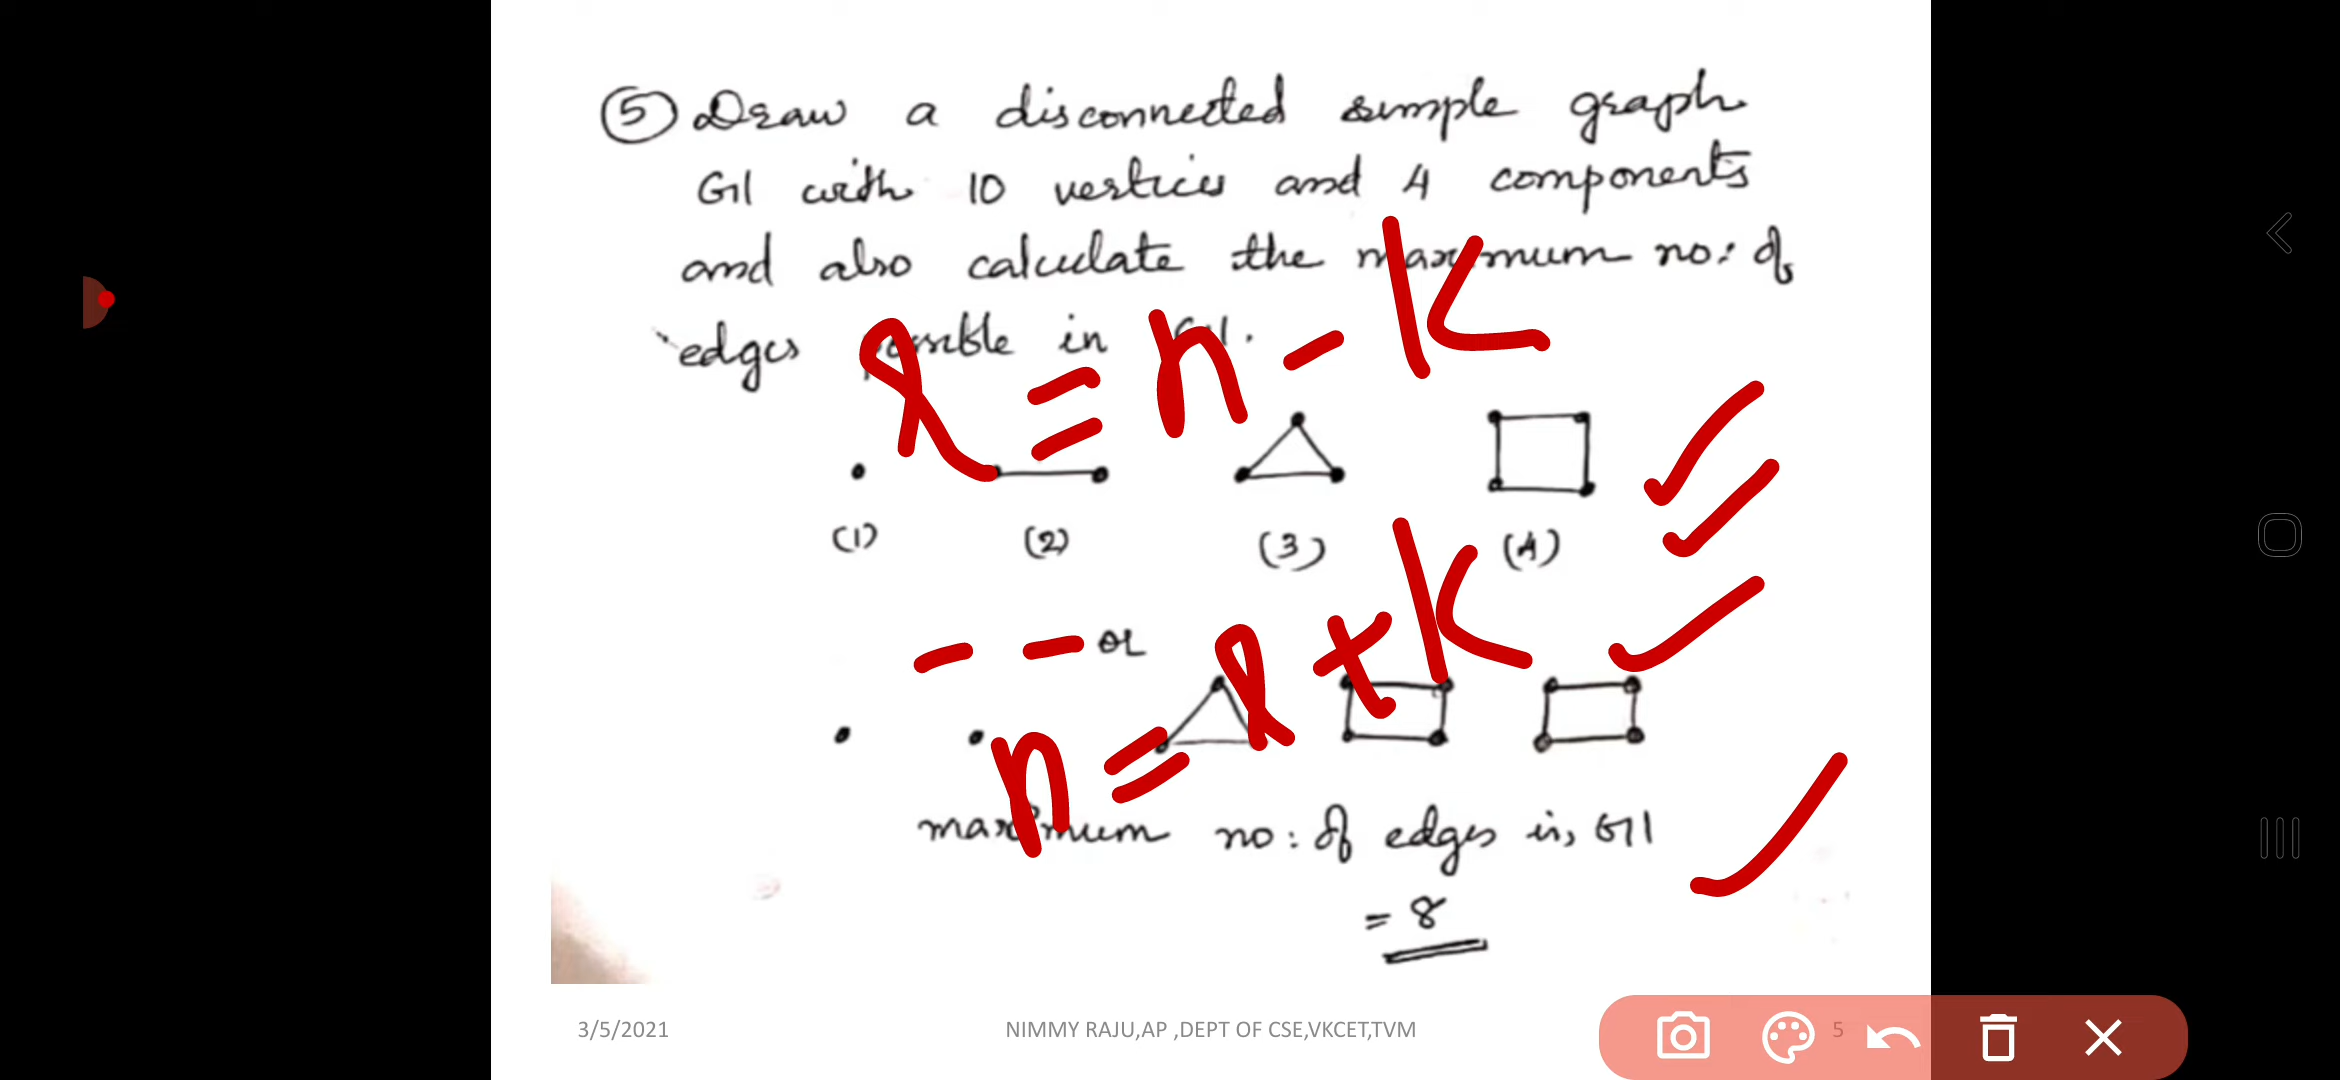 ⑤ Draw a disconnected simple graph
G1 with 10 vertices and 4 components
and also calculate the maximum no: of
edges possible in G1.
r = n - k
(1) (2) (3) (4)
or
n = r + k
maximum no: of edges in G1
= 8
3/5/2021 NIMMY RAJU,AP ,DEPT OF CSE,VKCET,TVM 5